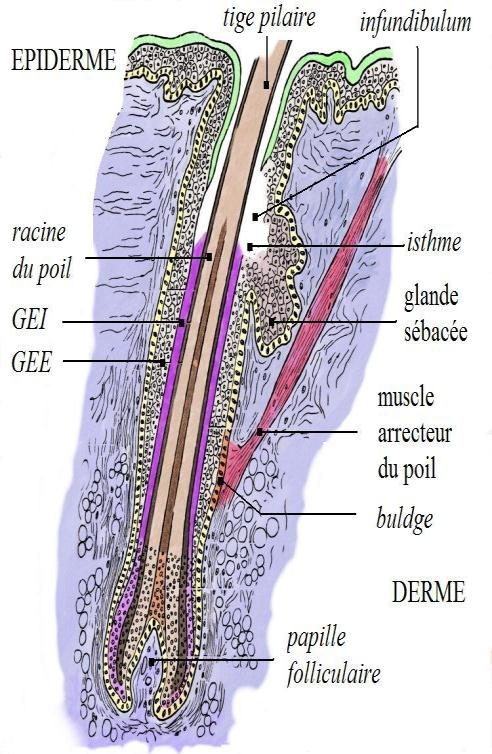 tige pilaire
infundibulum
EPIDERME
racine
du poil
isthme
GEI
glande
sébacée
GEE
muscle
arrecteur
du poil
buldge
DERME
papille
folliculaire